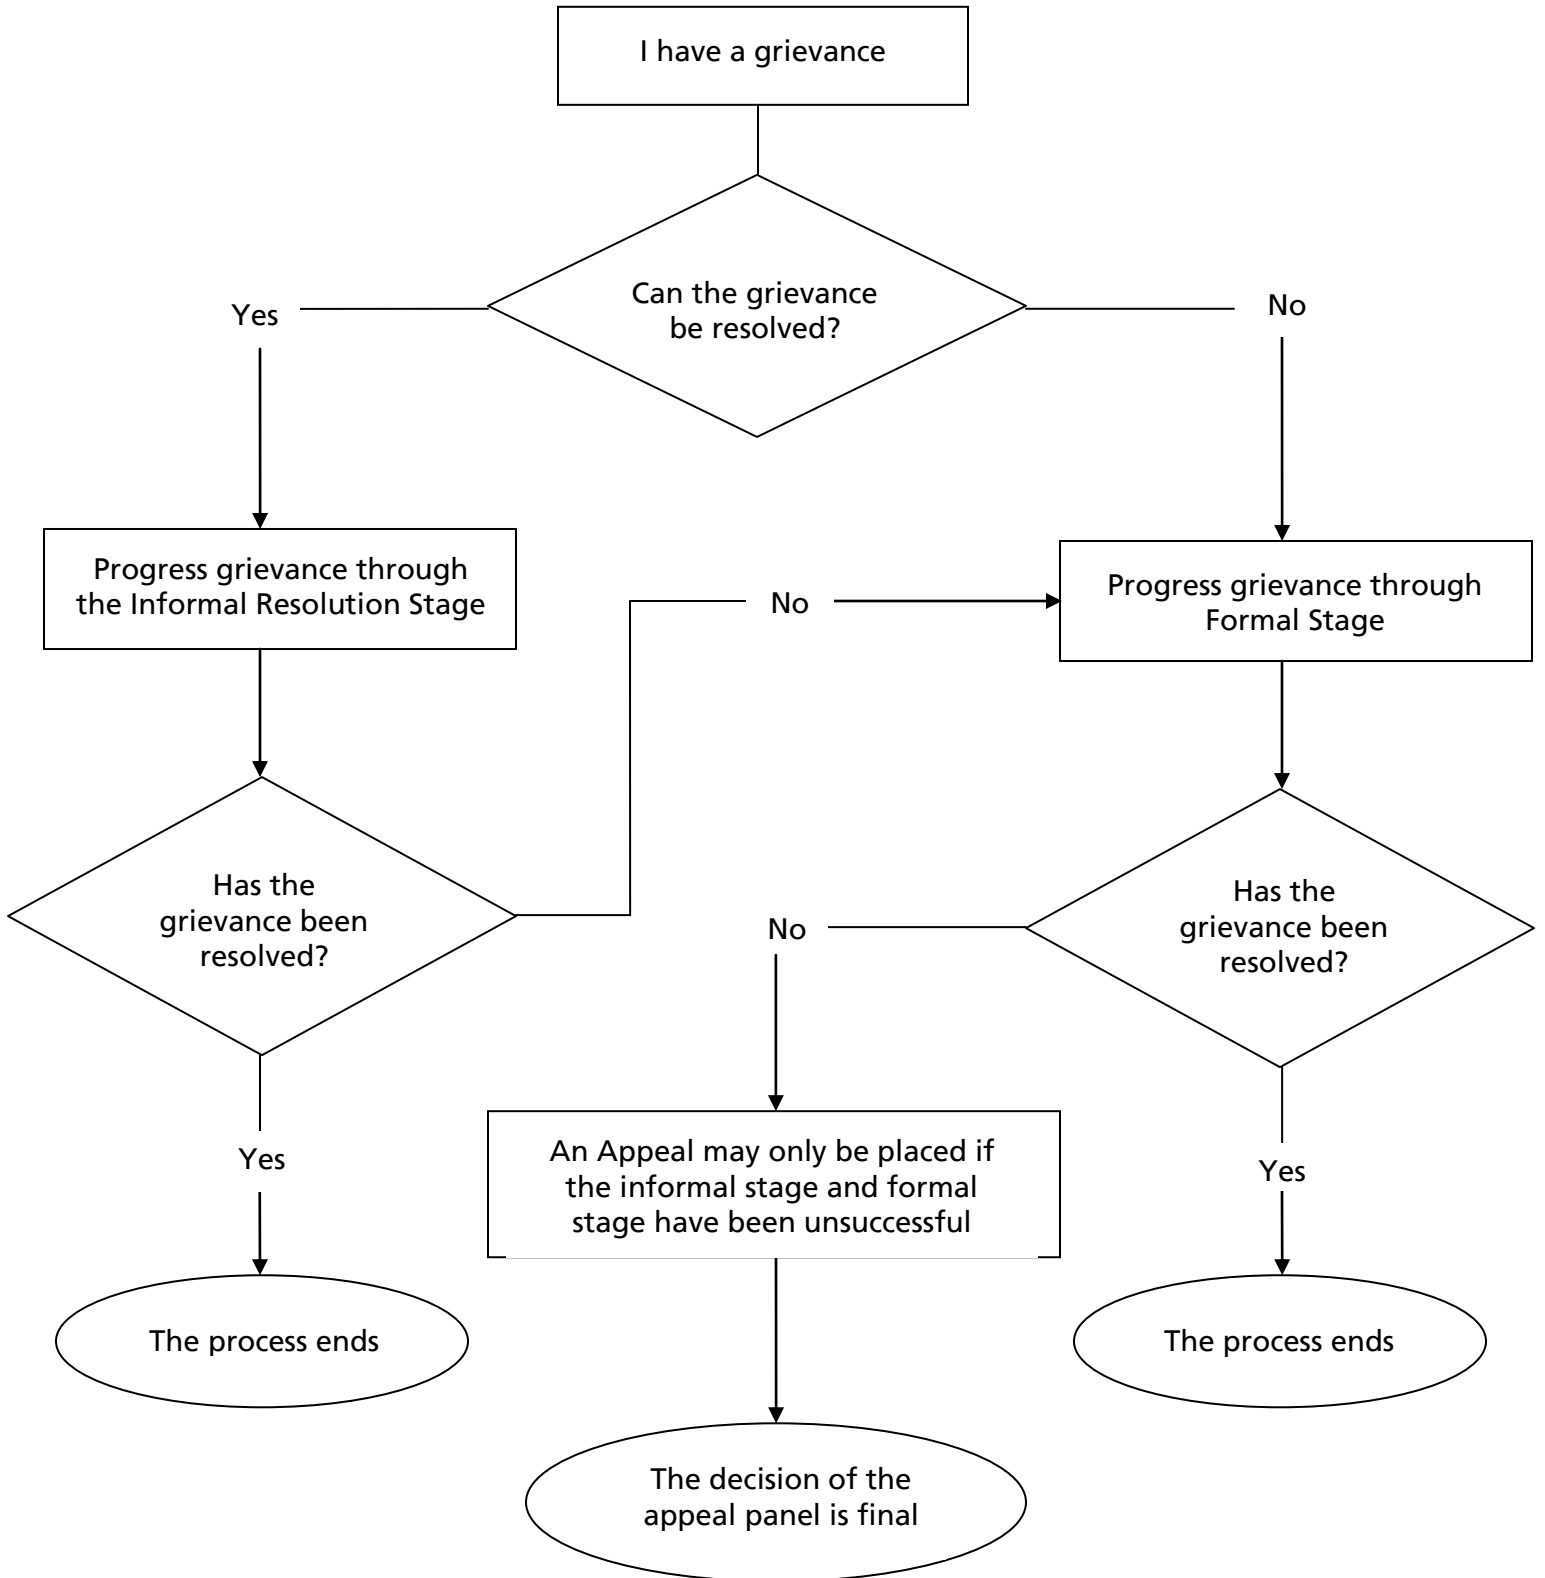 I have a grievance
Can the grievance
be resolved?
Yes
No
Progress grievance through
the Informal Resolution Stage
No
Progress grievance through
Formal Stage
Has the
grievance been
resolved?
No
Has the
grievance been
resolved?
Yes
An Appeal may only be placed if
the informal stage and formal
stage have been unsuccessful
Yes
The process ends
The process ends
The decision of the
appeal panel is final